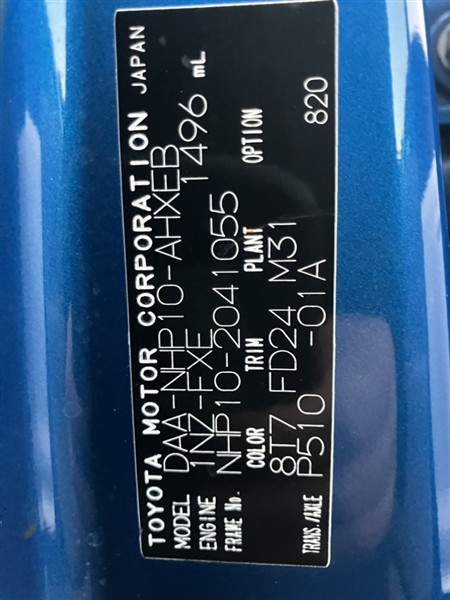 TOYOTA MOTOR CORPORATION JAPAN
MODEL DAA-NHP10-AHXEB
ENGINE 1NZ-FXE 1496 mL
FRAME No. NHP10-2041055
COLOR TRIM PLANT OPTION
8T7 FD24 M31 820
TRANS./AXLE P510 -01A